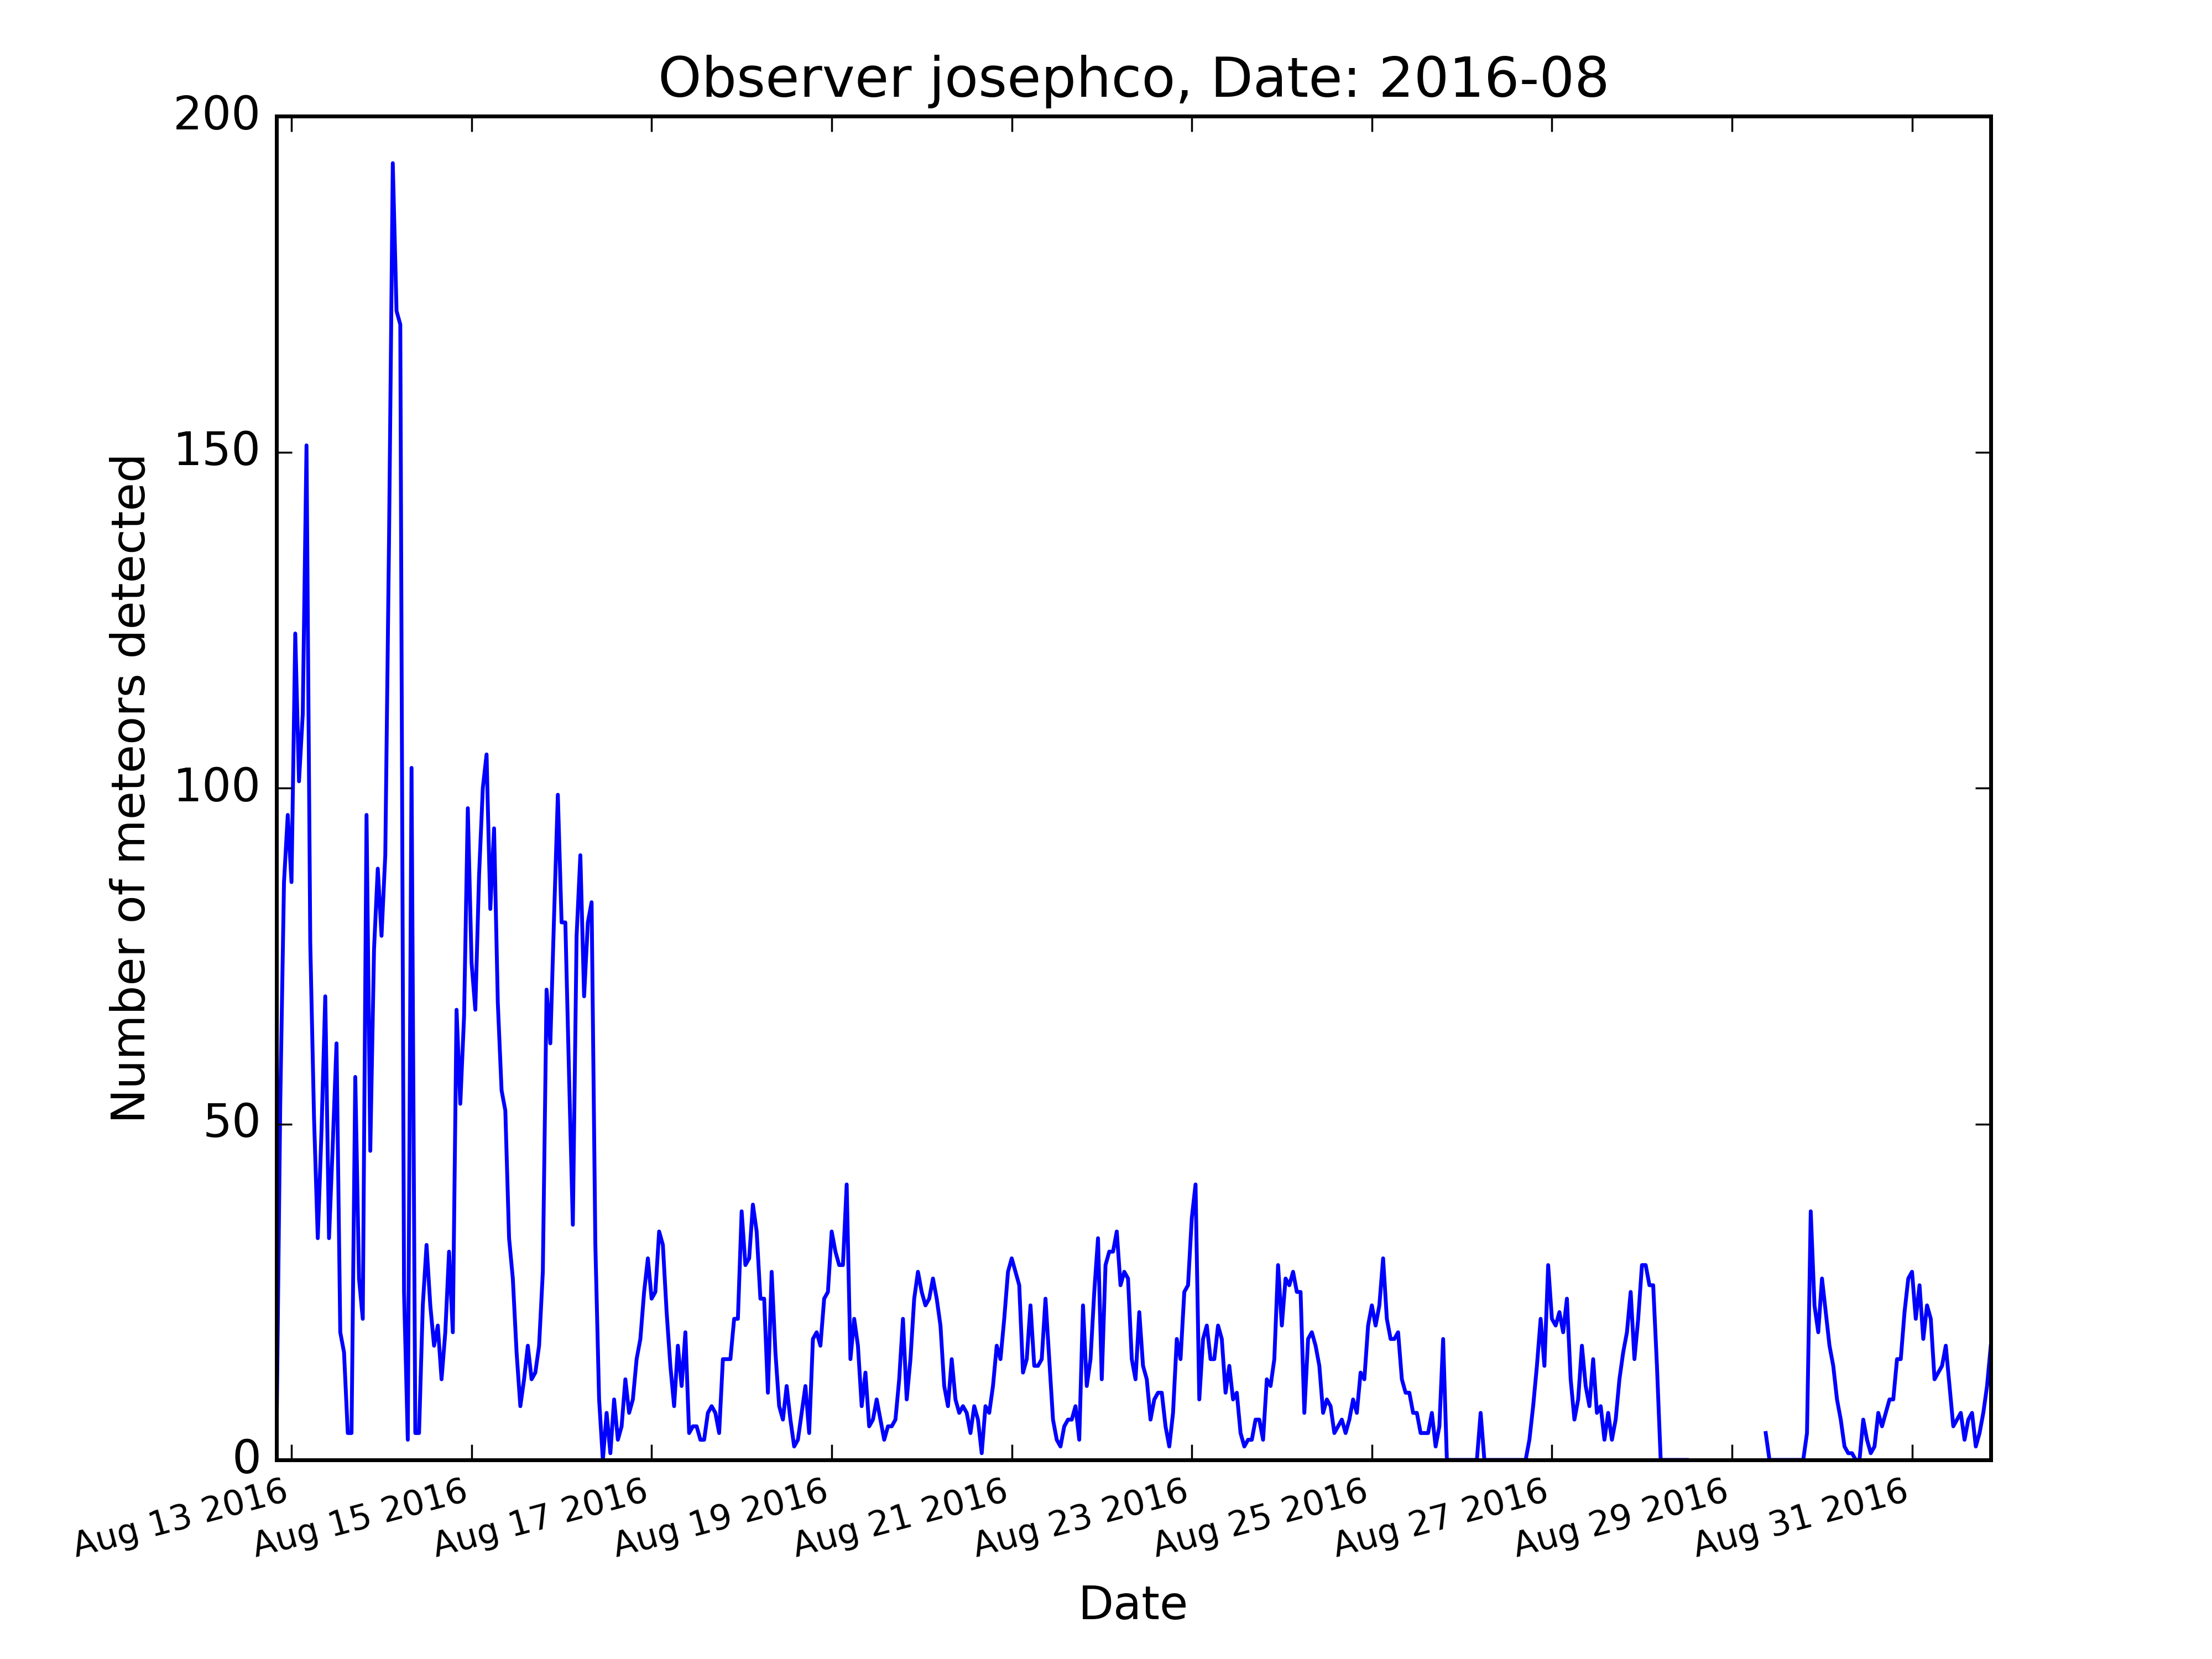 Observer josephco, Date: 2016-08
200
150
100
50
0
Number of meteors detected
Aug 13 2016
Aug 15 2016
Aug 17 2016
Aug 19 2016
Aug 21 2016
Aug 23 2016
Aug 25 2016
Aug 27 2016
Aug 29 2016
Aug 31 2016
Date